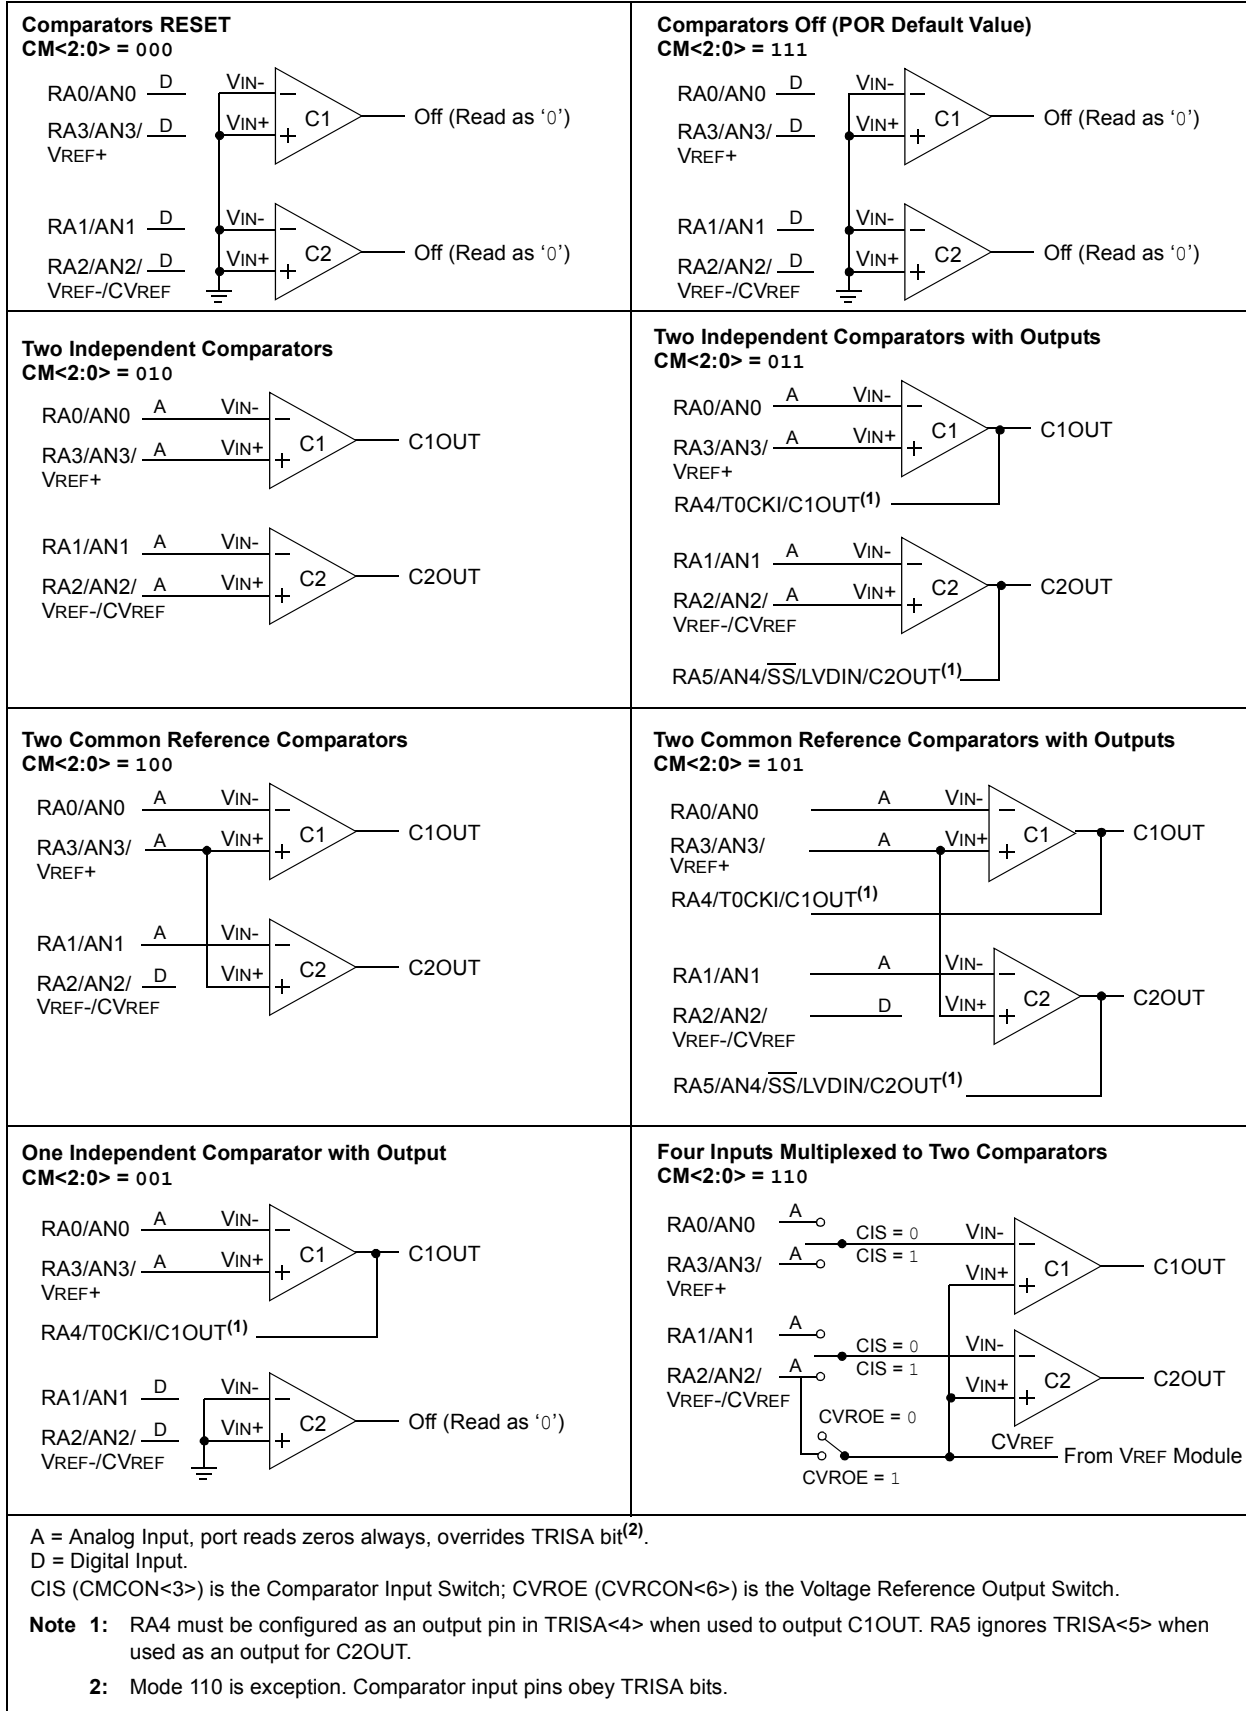 Comparators RESET
CM<2:0> = 000
RA0/AN0 D VIN- −
RA3/AN3/ D VIN+ + C1 Off (Read as ‘0’)
VREF+
RA1/AN1 D VIN- −
RA2/AN2/ D VIN+ + C2 Off (Read as ‘0’)
VREF-/CVREF
Comparators Off (POR Default Value)
CM<2:0> = 111
RA0/AN0 D VIN- −
RA3/AN3/ D VIN+ + C1 Off (Read as ‘0’)
VREF+
RA1/AN1 D VIN- −
RA2/AN2/ D VIN+ + C2 Off (Read as ‘0’)
VREF-/CVREF
Two Independent Comparators
CM<2:0> = 010
RA0/AN0 A VIN- −
RA3/AN3/ A VIN+ + C1 C1OUT
VREF+
RA1/AN1 A VIN- −
RA2/AN2/ A VIN+ + C2 C2OUT
VREF-/CVREF
Two Independent Comparators with Outputs
CM<2:0> = 011
RA0/AN0 A VIN- −
RA3/AN3/ A VIN+ + C1 C1OUT
VREF+
RA4/T0CKI/C1OUT(1)
RA1/AN1 A VIN- −
RA2/AN2/ A VIN+ + C2 C2OUT
VREF-/CVREF
RA5/AN4/SS/LVDIN/C2OUT(1)
Two Common Reference Comparators
CM<2:0> = 100
RA0/AN0 A VIN- −
RA3/AN3/ A VIN+ + C1 C1OUT
VREF+
RA1/AN1 A VIN- −
RA2/AN2/ D VIN+ + C2 C2OUT
VREF-/CVREF
Two Common Reference Comparators with Outputs
CM<2:0> = 101
RA0/AN0 A VIN- −
RA3/AN3/ A VIN+ + C1 C1OUT
VREF+
RA4/T0CKI/C1OUT(1)
RA1/AN1 A VIN- −
RA2/AN2/ D VIN+ + C2 C2OUT
VREF-/CVREF
RA5/AN4/SS/LVDIN/C2OUT(1)
One Independent Comparator with Output
CM<2:0> = 001
RA0/AN0 A VIN- −
RA3/AN3/ A VIN+ + C1 C1OUT
VREF+
RA4/T0CKI/C1OUT(1)
RA1/AN1 D VIN- −
RA2/AN2/ D VIN+ + C2 Off (Read as ‘0’)
VREF-/CVREF
Four Inputs Multiplexed to Two Comparators
CM<2:0> = 110
RA0/AN0 A CIS = 0 VIN- −
RA3/AN3/ A CIS = 1 VIN+ + C1 C1OUT
VREF+
RA1/AN1 A CIS = 0 VIN- −
RA2/AN2/ A CIS = 1 VIN+ + C2 C2OUT
VREF-/CVREF
CVROE = 0
CVREF
From VREF Module
CVROE = 1
A = Analog Input, port reads zeros always, overrides TRISA bit(2).
D = Digital Input.
CIS (CMCON<3>) is the Comparator Input Switch; CVROE (CVRCON<6>) is the Voltage Reference Output Switch.
Note 1: RA4 must be configured as an output pin in TRISA<4> when used to output C1OUT. RA5 ignores TRISA<5> when
used as an output for C2OUT.
2: Mode 110 is exception. Comparator input pins obey TRISA bits.